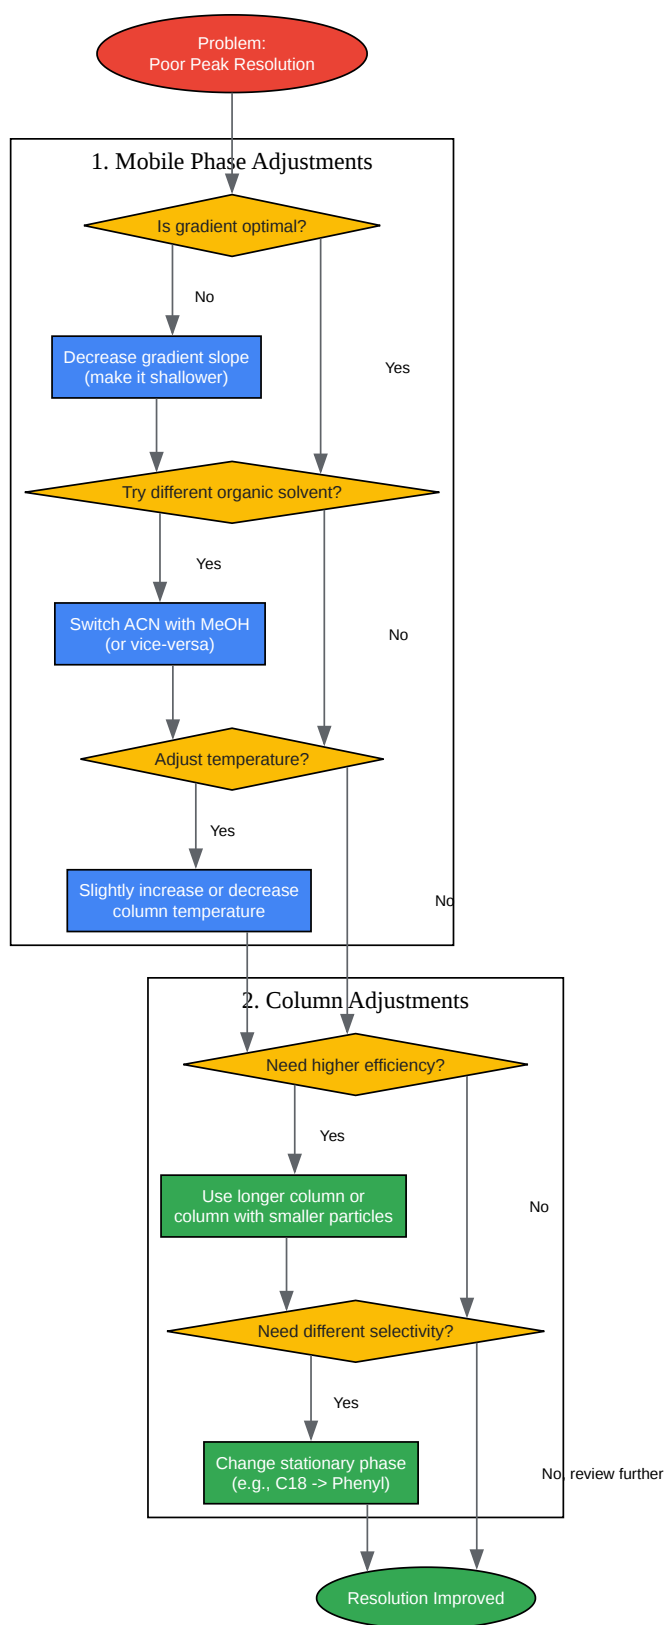 Problem:
Poor Peak Resolution
1. Mobile Phase Adjustments
Is gradient optimal?
No
Decrease gradient slope
(make it shallower)
Yes
Try different organic solvent?
Yes
Switch ACN with MeOH
(or vice-versa)
No
Adjust temperature?
Yes
Slightly increase or decrease
column temperature
No
2. Column Adjustments
Need higher efficiency?
Yes
Use longer column or
column with smaller particles
No
Need different selectivity?
Yes
Change stationary phase
(e.g., C18 -> Phenyl)
No, review further
Resolution Improved